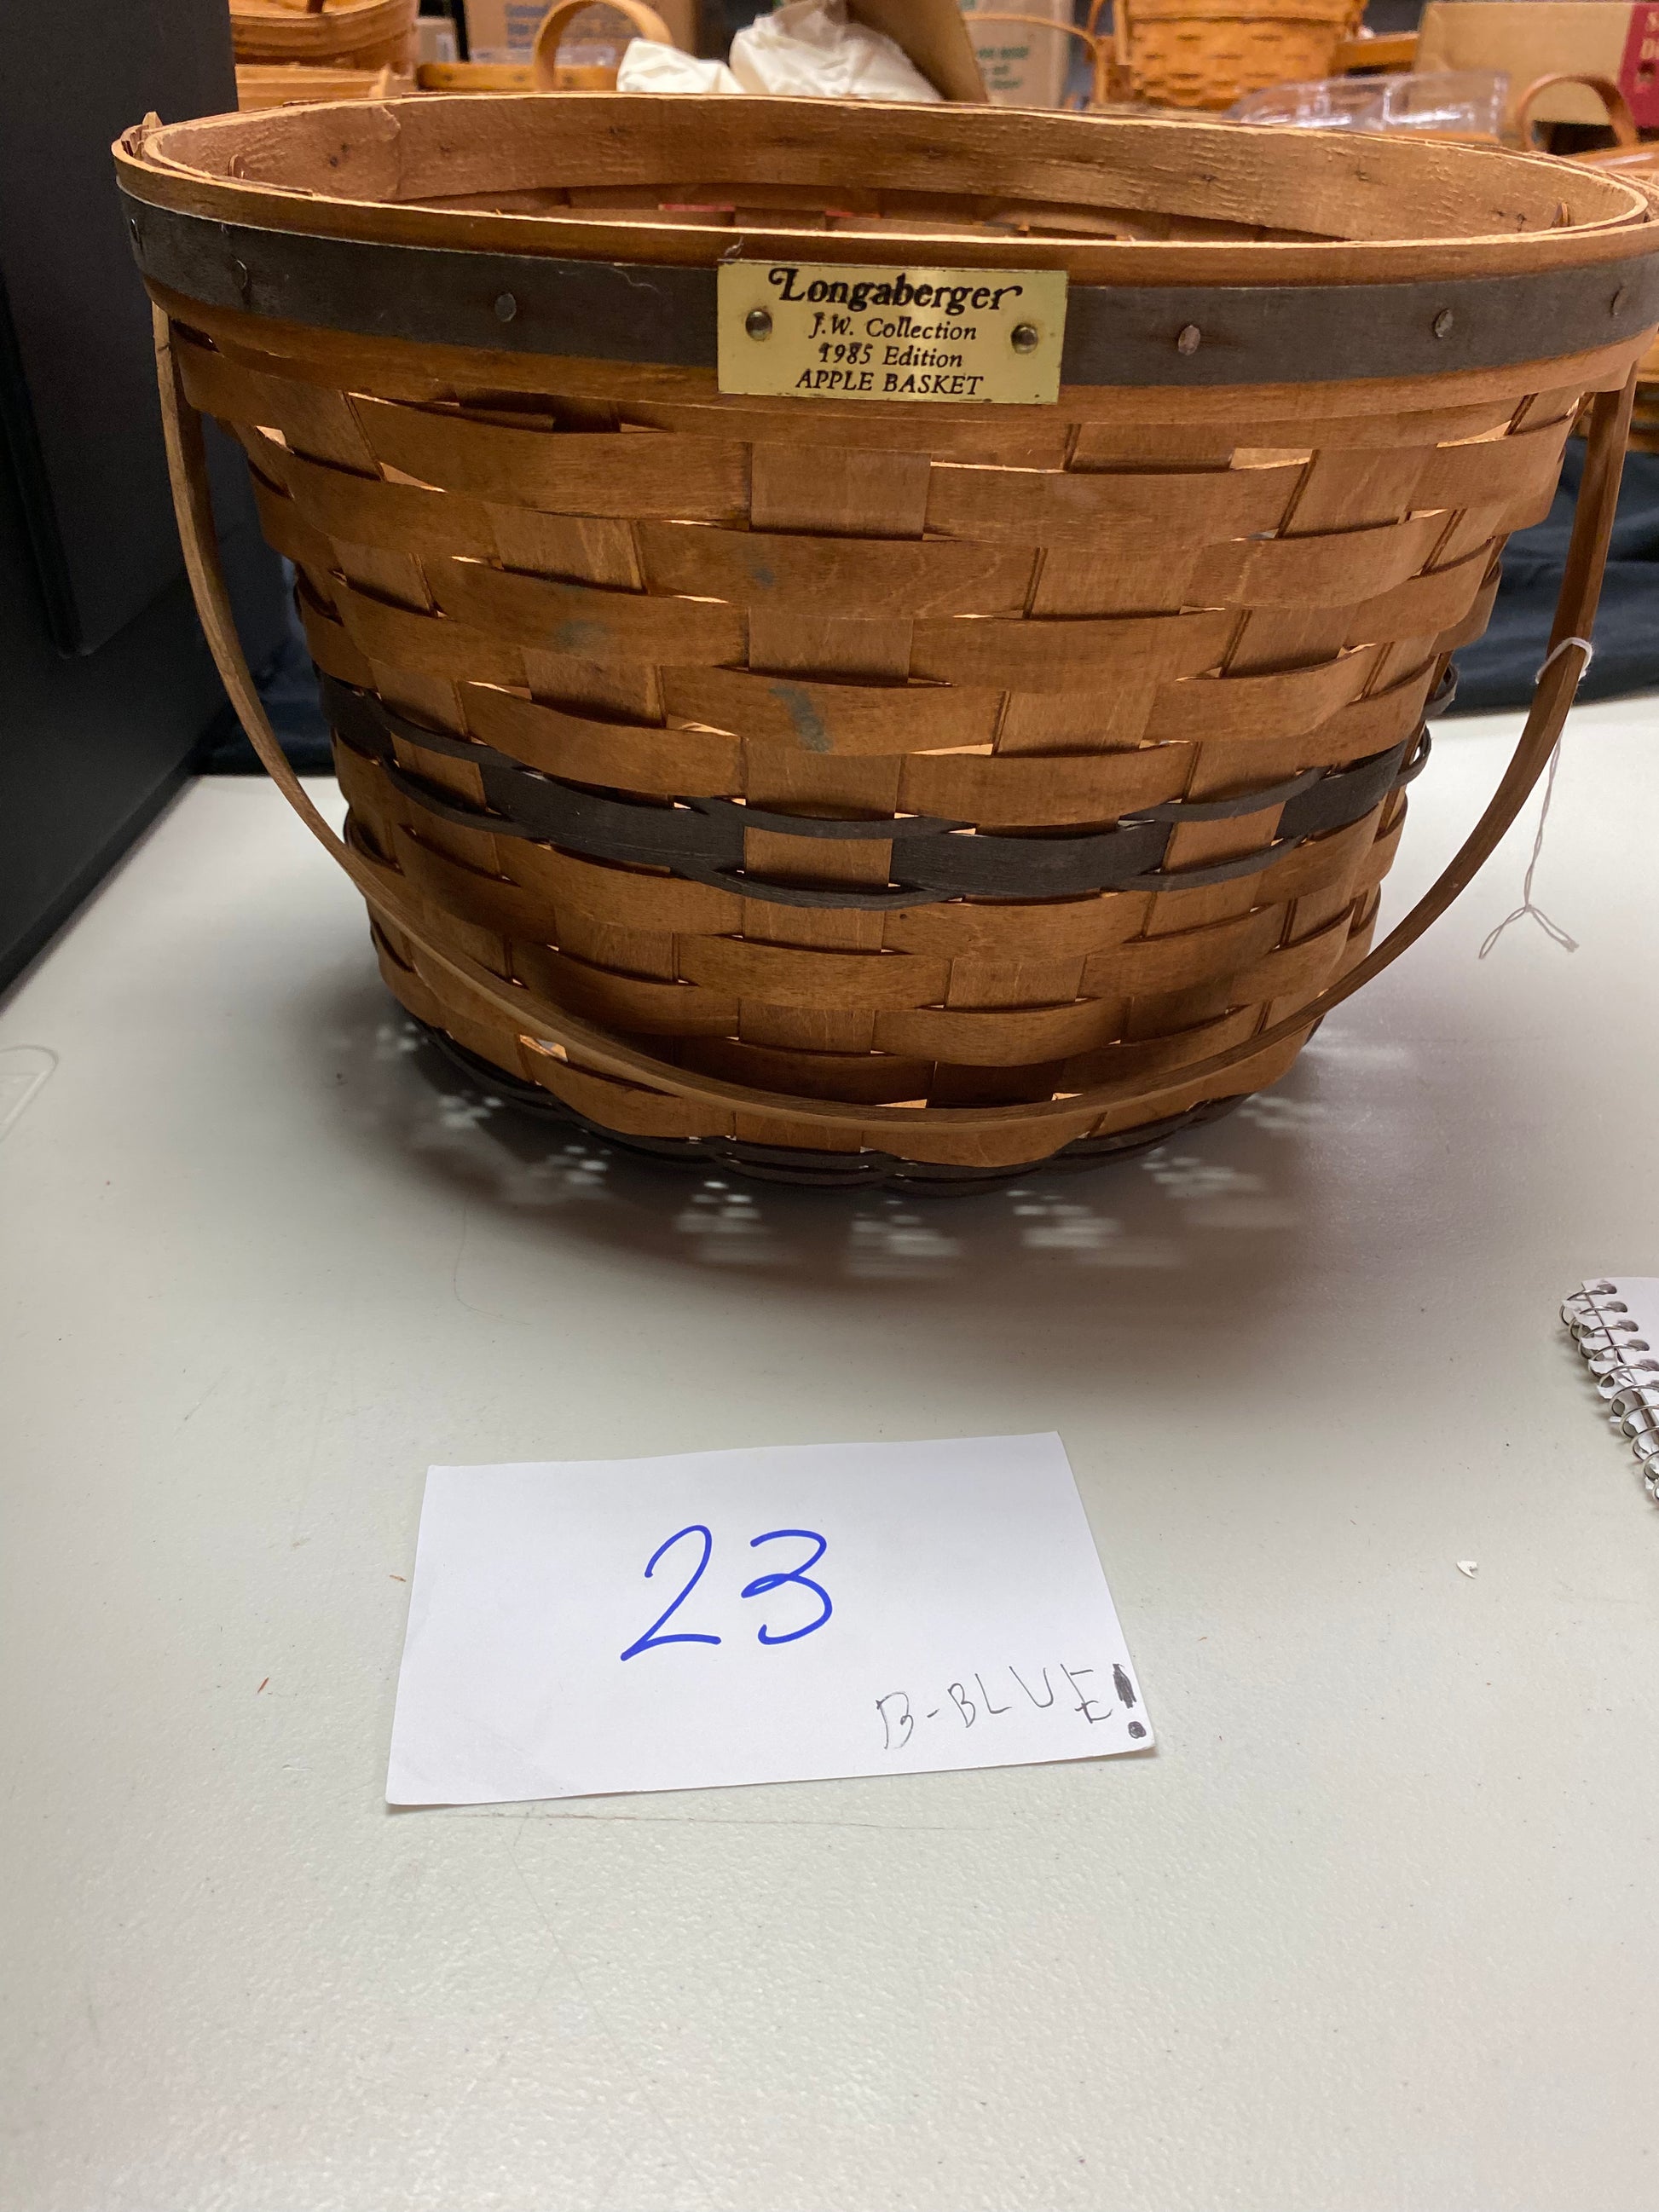 Longaberger
J.W. Collection
1985 Edition
APPLE BASKET
23
B-BLUE!